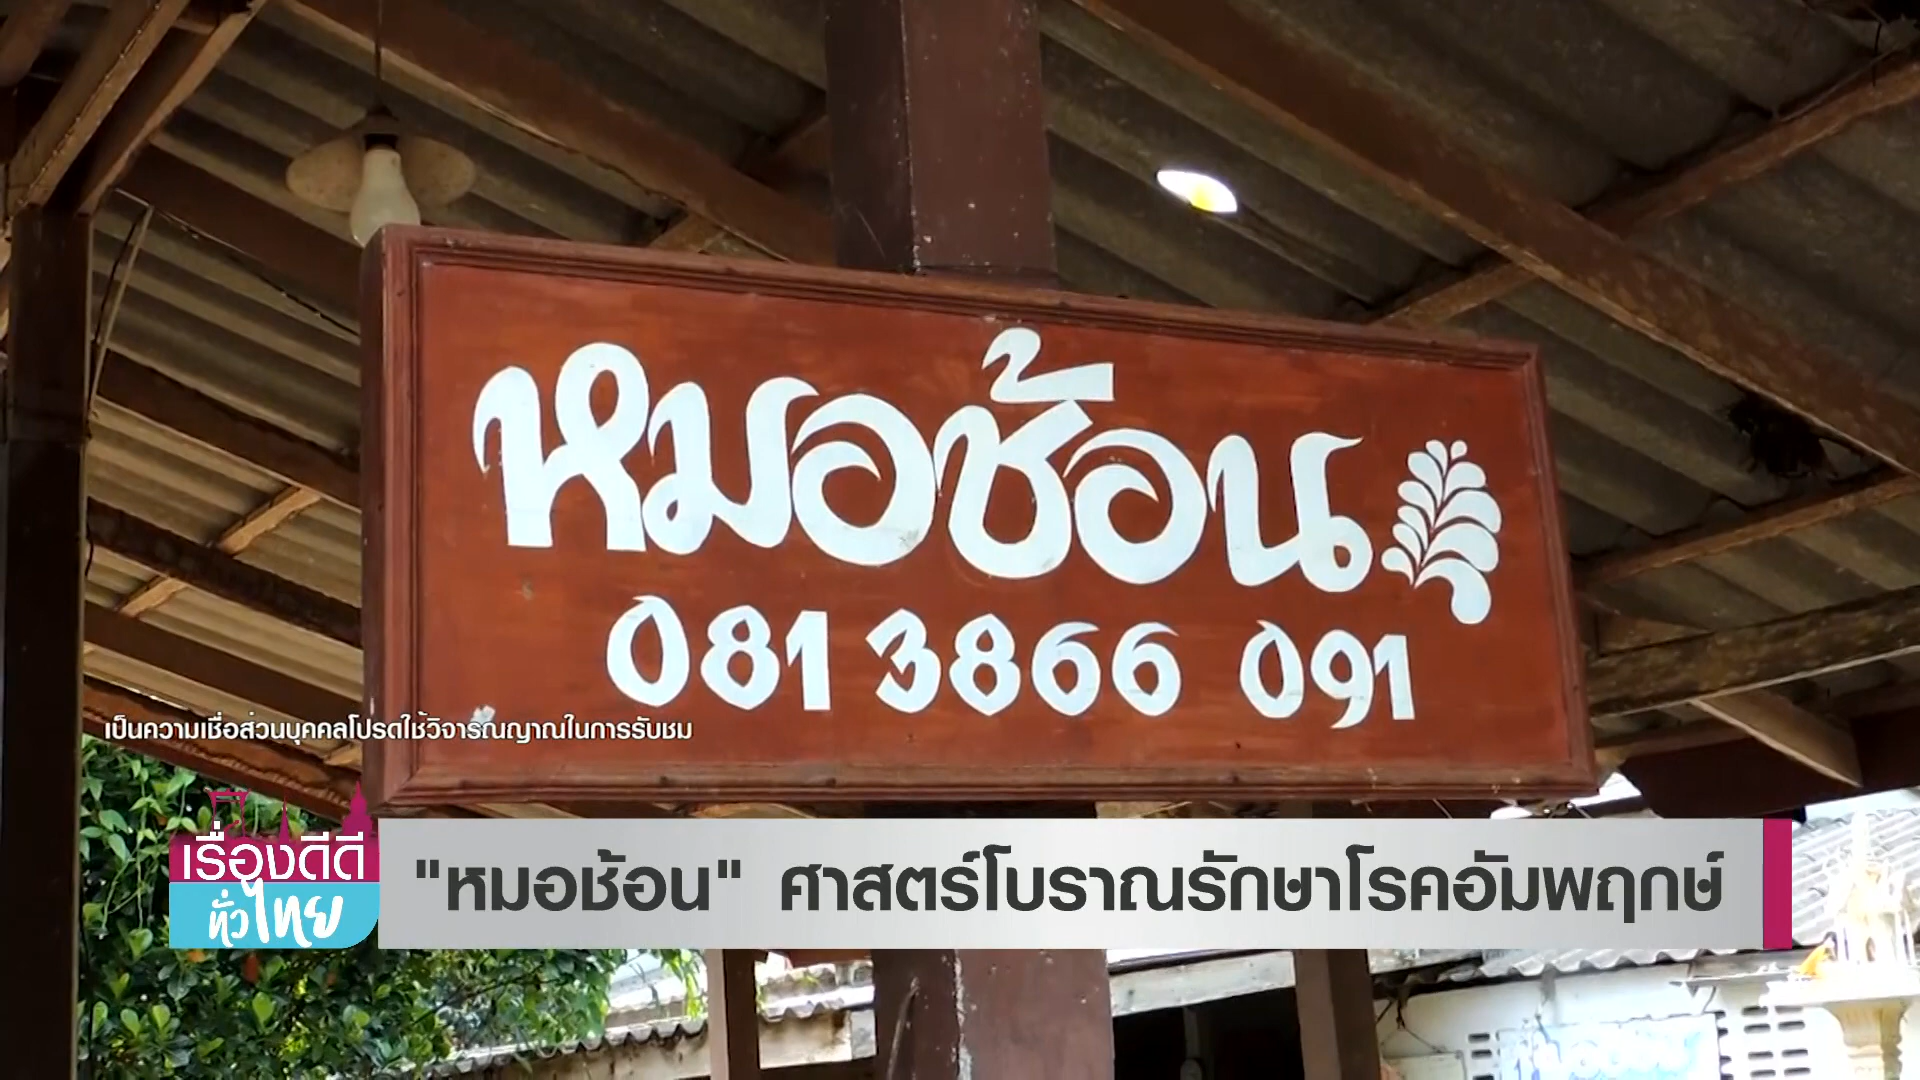 หมอช้อน
081 3866 091
เป็นความเชื่อส่วนบุคคลโปรดใช้วิจารณญาณในการรับชม
เรื่องดีดี
ทั่วไทย
"หมอช้อน" ศาสตร์โบราณรักษาโรคอัมพฤกษ์